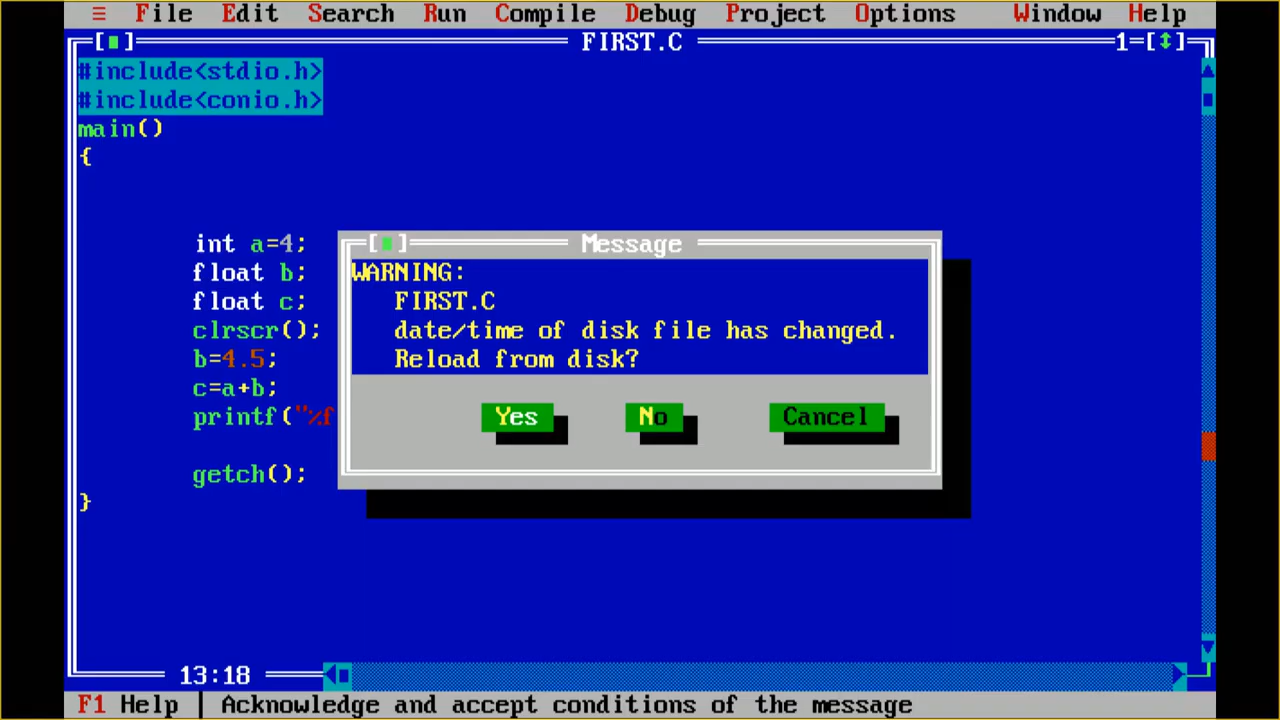 ≡ File Edit Search Run Compile Debug Project Options Window Help
[■] FIRST.C 1=[↕]
#include<stdio.h>
#include<conio.h>
main()
{
int a=4;
float b;
float c;
clrscr();
b=4.5;
c=a+b;
printf("%f
getch();
}
[■] Message
WARNING:
FIRST.C
date/time of disk file has changed.
Reload from disk?
Yes No Cancel
13:18
F1 Help | Acknowledge and accept conditions of the message